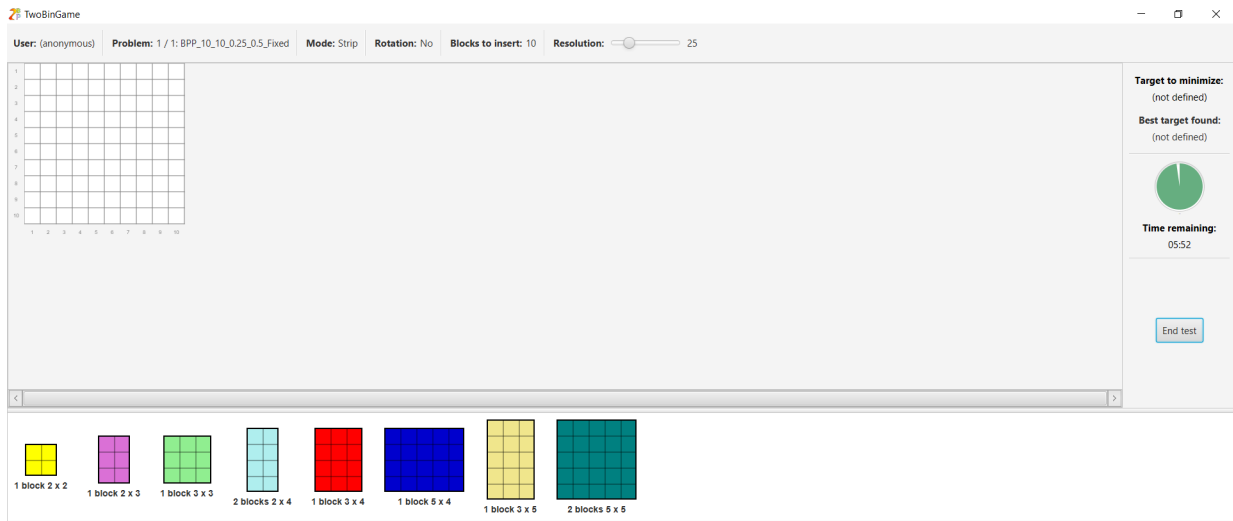 TwoBinGame
User: (anonymous) Problem: 1 / 1: BPP_10_10_0.25_0.5_Fixed Mode: Strip Rotation: No Blocks to insert: 10 Resolution: 25
1
2
3
4
5
6
7
8
9
10
1 2 3 4 5 6 7 8 9 10
Target to minimize:
(not defined)
Best target found:
(not defined)
Time remaining:
05:52
End test
1 block 2 x 2
1 block 2 x 3
1 block 3 x 3
2 blocks 2 x 4
1 block 3 x 4
1 block 5 x 4
1 block 3 x 5
2 blocks 5 x 5